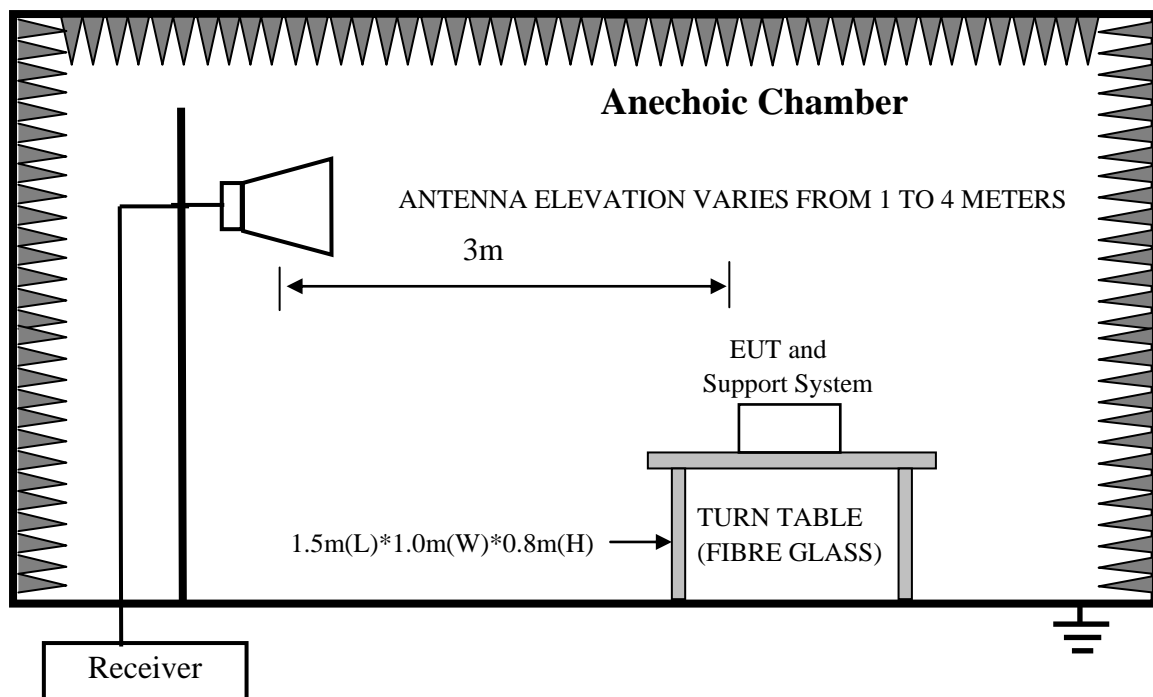 Anechoic Chamber
ANTENNA ELEVATION VARIES FROM 1 TO 4 METERS
3m
EUT and
Support System
TURN TABLE
(FIBRE GLASS)
1.5m(L)*1.0m(W)*0.8m(H)
Receiver